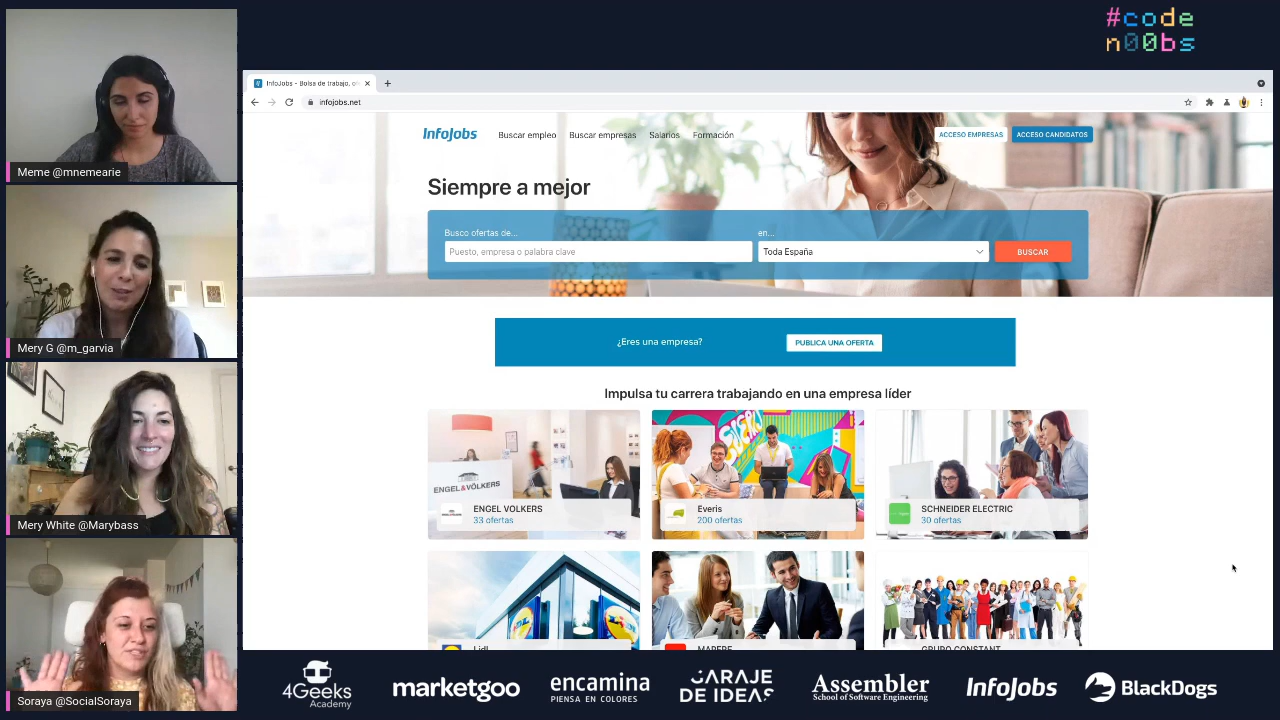 #code
n00bs
Meme @mnemearie
Mery G @m_garvia
Mery White @Marybass
Soraya @SocialSoraya
InfoJobs - Bolsa de trabajo, o
infojobs.net
InfoJobs
Buscar empleo
Buscar empresas
Salarios
Formación
ACCESO EMPRESAS
ACCESO CANDIDATOS
Siempre a mejor
Busco ofertas de...
en...
Puesto, empresa o palabra clave
Toda España
BUSCAR
¿Eres una empresa?
PUBLICA UNA OFERTA
Impulsa tu carrera trabajando en una empresa líder
ENGEL & VÖLKERS
ENGEL VOLKERS
33 ofertas
Everis
200 ofertas
SCHNEIDER ELECTRIC
30 ofertas
Lidl
MAPFRE
GRUPO CONSTANT
4Geeks
Academy
marketgoo
encamina
PIENSA EN COLORES
GARAJE
DE IDEAS
Assembler
School of Software Engineering
InfoJobs
BlackDogs